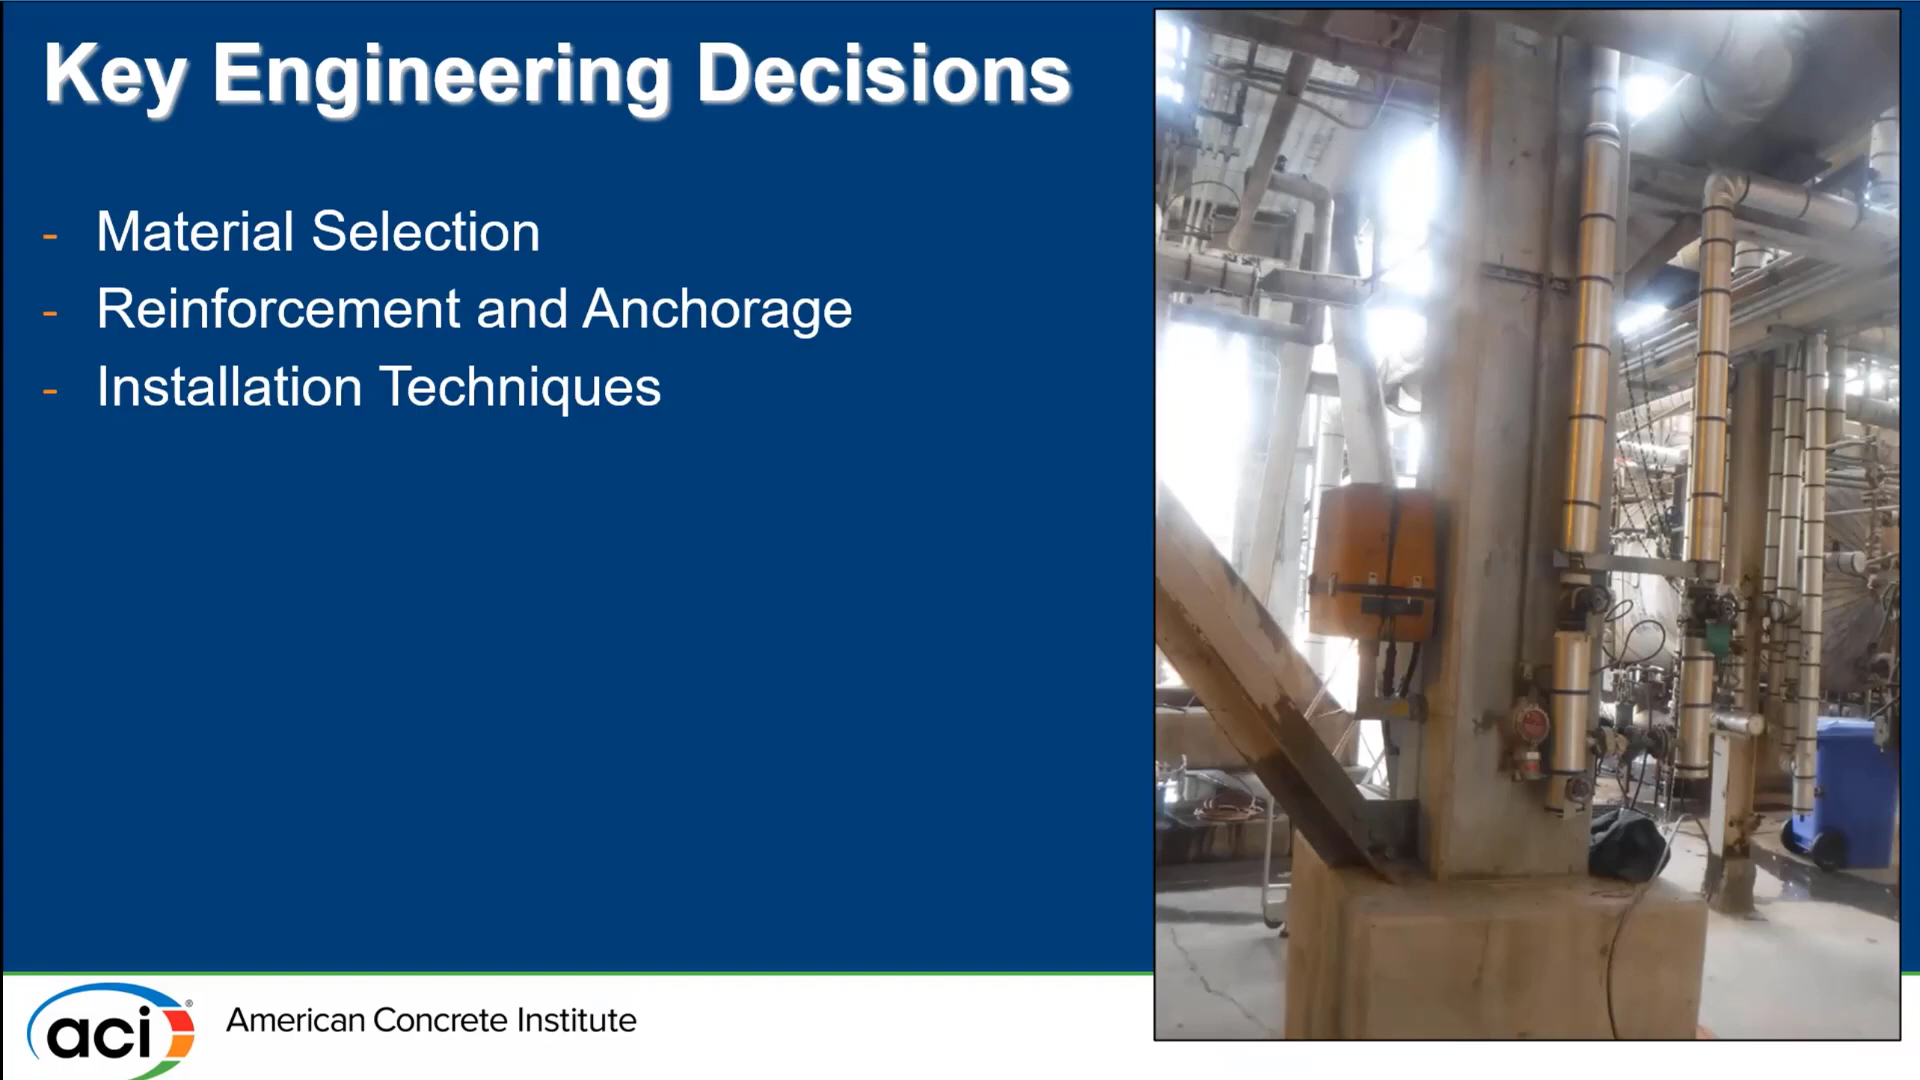 Key Engineering Decisions
- Material Selection
- Reinforcement and Anchorage
- Installation Techniques
aci®
American Concrete Institute